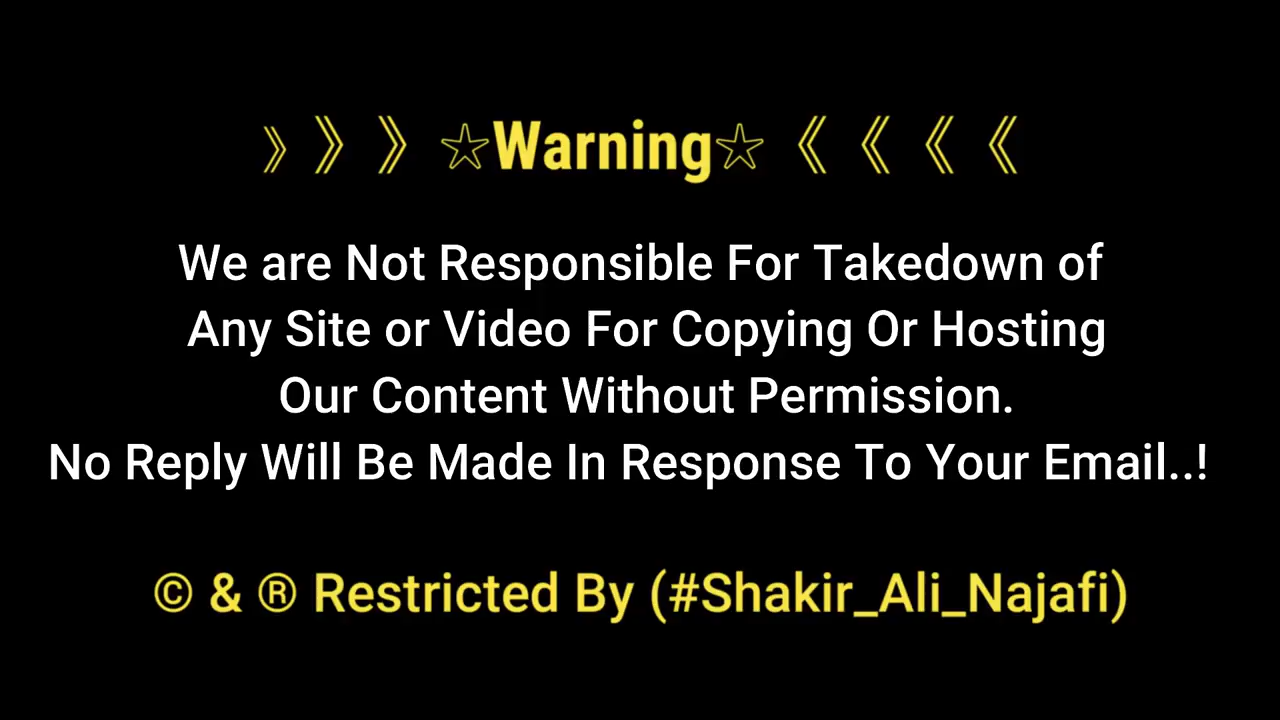 》》》☆Warning☆《《《《
We are Not Responsible For Takedown of
Any Site or Video For Copying Or Hosting
Our Content Without Permission.
No Reply Will Be Made In Response To Your Email..!
© & ® Restricted By (#Shakir_Ali_Najafi)